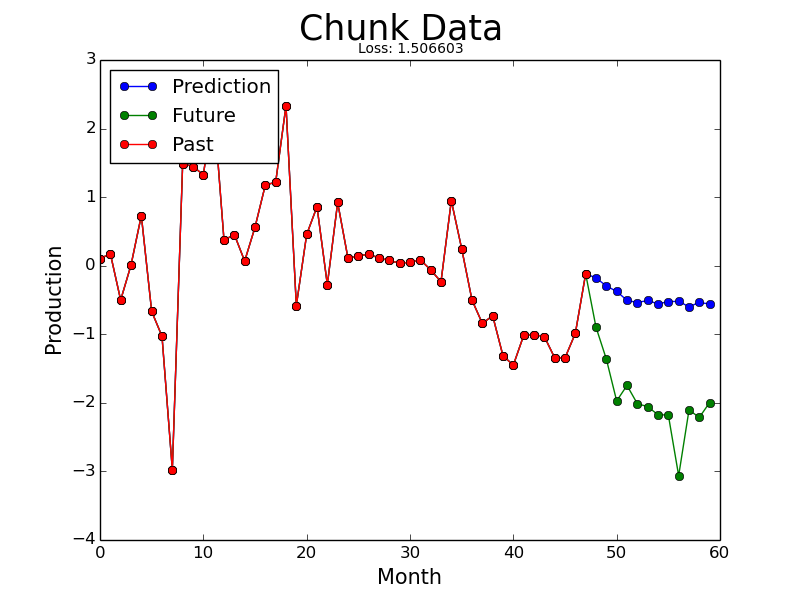 Chunk Data
Loss: 1.506603
Prediction
Future
Past
3
2
1
0
−1
−2
−3
−4
Production
0 10 20 30 40 50 60
Month